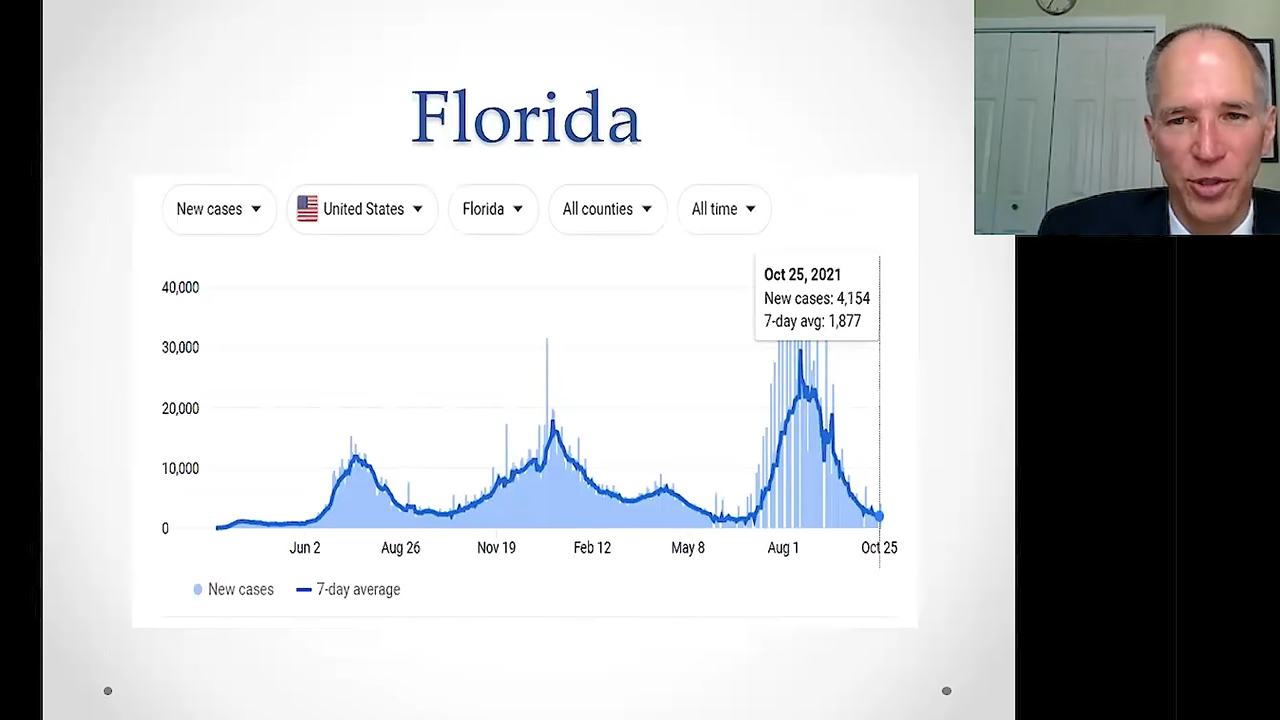 Florida
New cases United States Florida All counties All time
Oct 25, 2021
New cases: 4,154
7-day avg: 1,877
40,000
30,000
20,000
10,000
0
Jun 2 Aug 26 Nov 19 Feb 12 May 8 Aug 1 Oct 25
New cases 7-day average